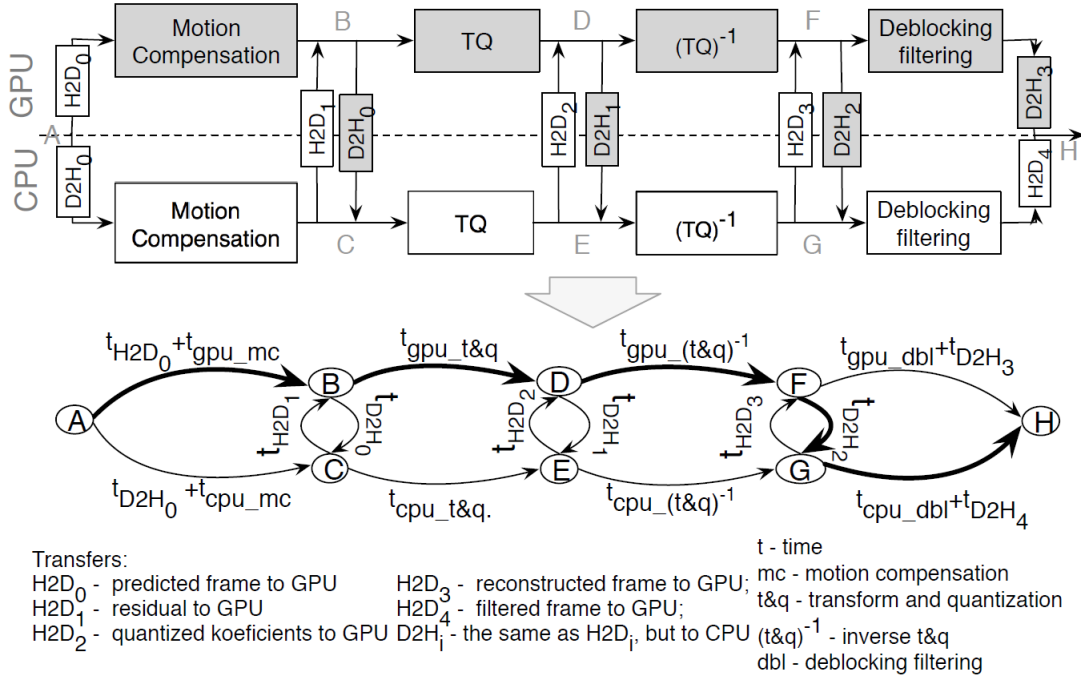 GPU
CPU
A
H2D0
D2H0
Motion
Compensation
B
H2D1
D2H0
TQ
D
H2D2
D2H1
(TQ)-1
F
H2D3
D2H2
Deblocking
filtering
D2H3
H2D4
H
Motion
Compensation
C
TQ
E
(TQ)-1
G
Deblocking
filtering
tH2D0+tgpu_mc
tgpu_t&q
tgpu_(t&q)-1
tgpu_dbl+tD2H3
A
B
D
F
H
tH2D1
tD2H0
tH2D2
tD2H1
tH2D3
tD2H2
C
E
G
tD2H0 +tcpu_mc
tcpu_t&q.
tcpu_(t&q)-1
tcpu_dbl+tD2H4
Transfers:
H2D0 - predicted frame to GPU
H2D1 - residual to GPU
H2D2 - quantized koeficients to GPU
H2D3 - reconstructed frame to GPU;
H2D4 - filtered frame to GPU;
D2Hi - the same as H2Di, but to CPU
t - time
mc - motion compensation
t&q - transform and quantization
(t&q)-1 - inverse t&q
dbl - deblocking filtering